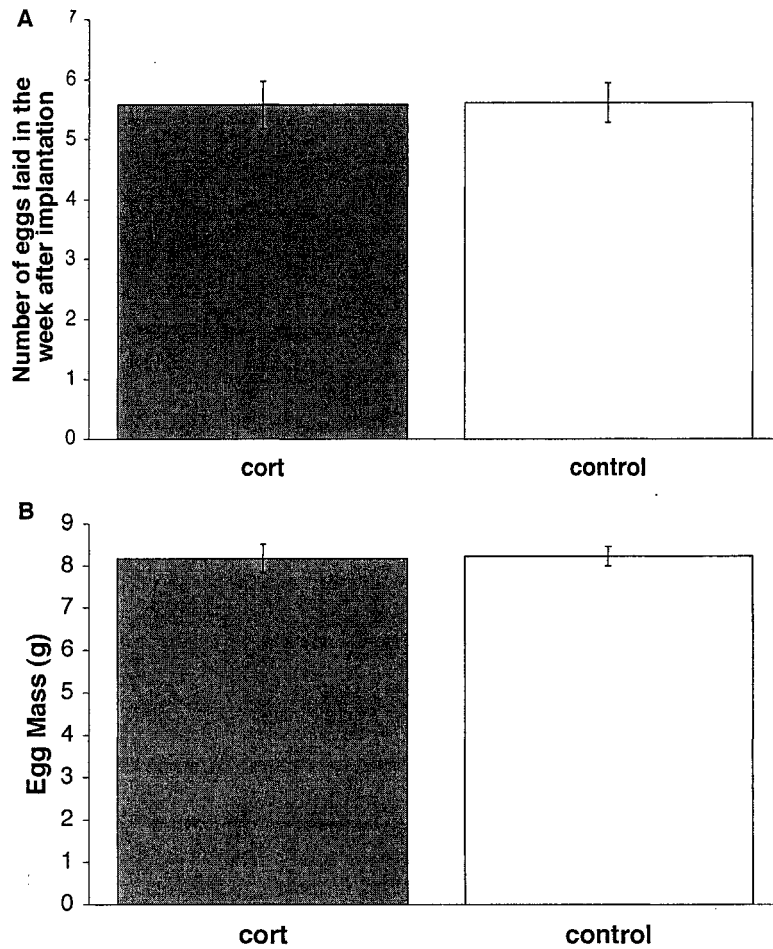 A
7
6
5
4
3
2
1
0
Number of eggs laid in the
week after implantation
cort
control
B
9
8
7
6
5
4
3
2
1
0
Egg Mass (g)
cort
control